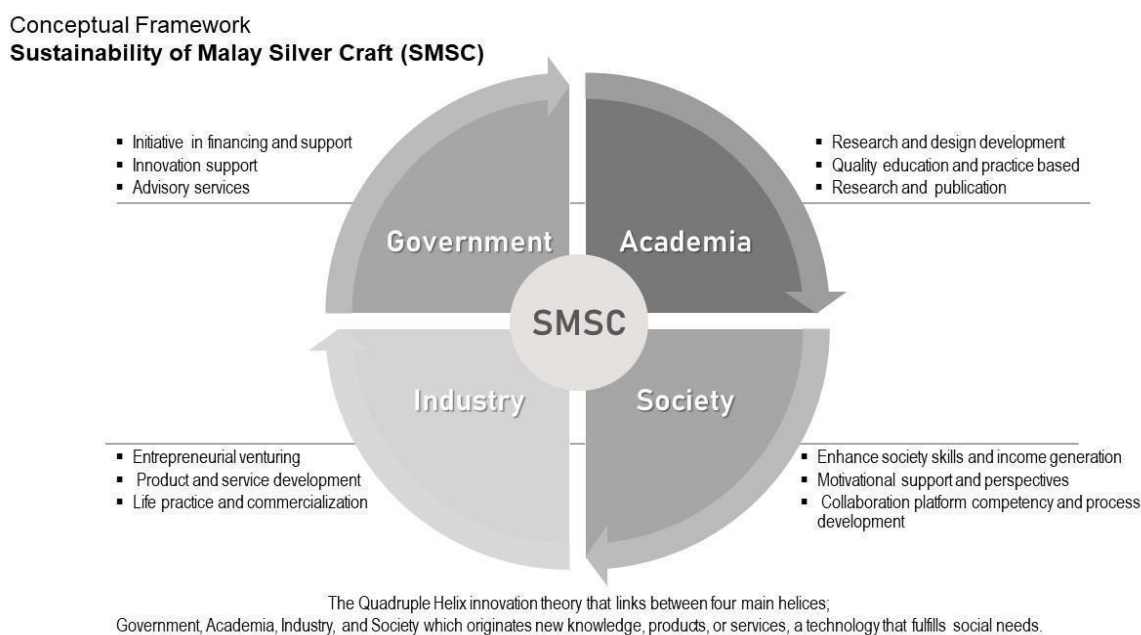 Conceptual Framework
Sustainability of Malay Silver Craft (SMSC)
▪ Initiative in financing and support
▪ Innovation support
▪ Advisory services
▪ Research and design development
▪ Quality education and practice based
▪ Research and publication
Government
Academia
SMSC
Industry
Society
▪ Entrepreneurial venturing
▪ Product and service development
▪ Life practice and commercialization
▪ Enhance society skills and income generation
▪ Motivational support and perspectives
▪ Collaboration platform competency and process
development
The Quadruple Helix innovation theory that links between four main helices;
Government, Academia, Industry, and Society which originates new knowledge, products, or services, a technology that fulfills social needs.